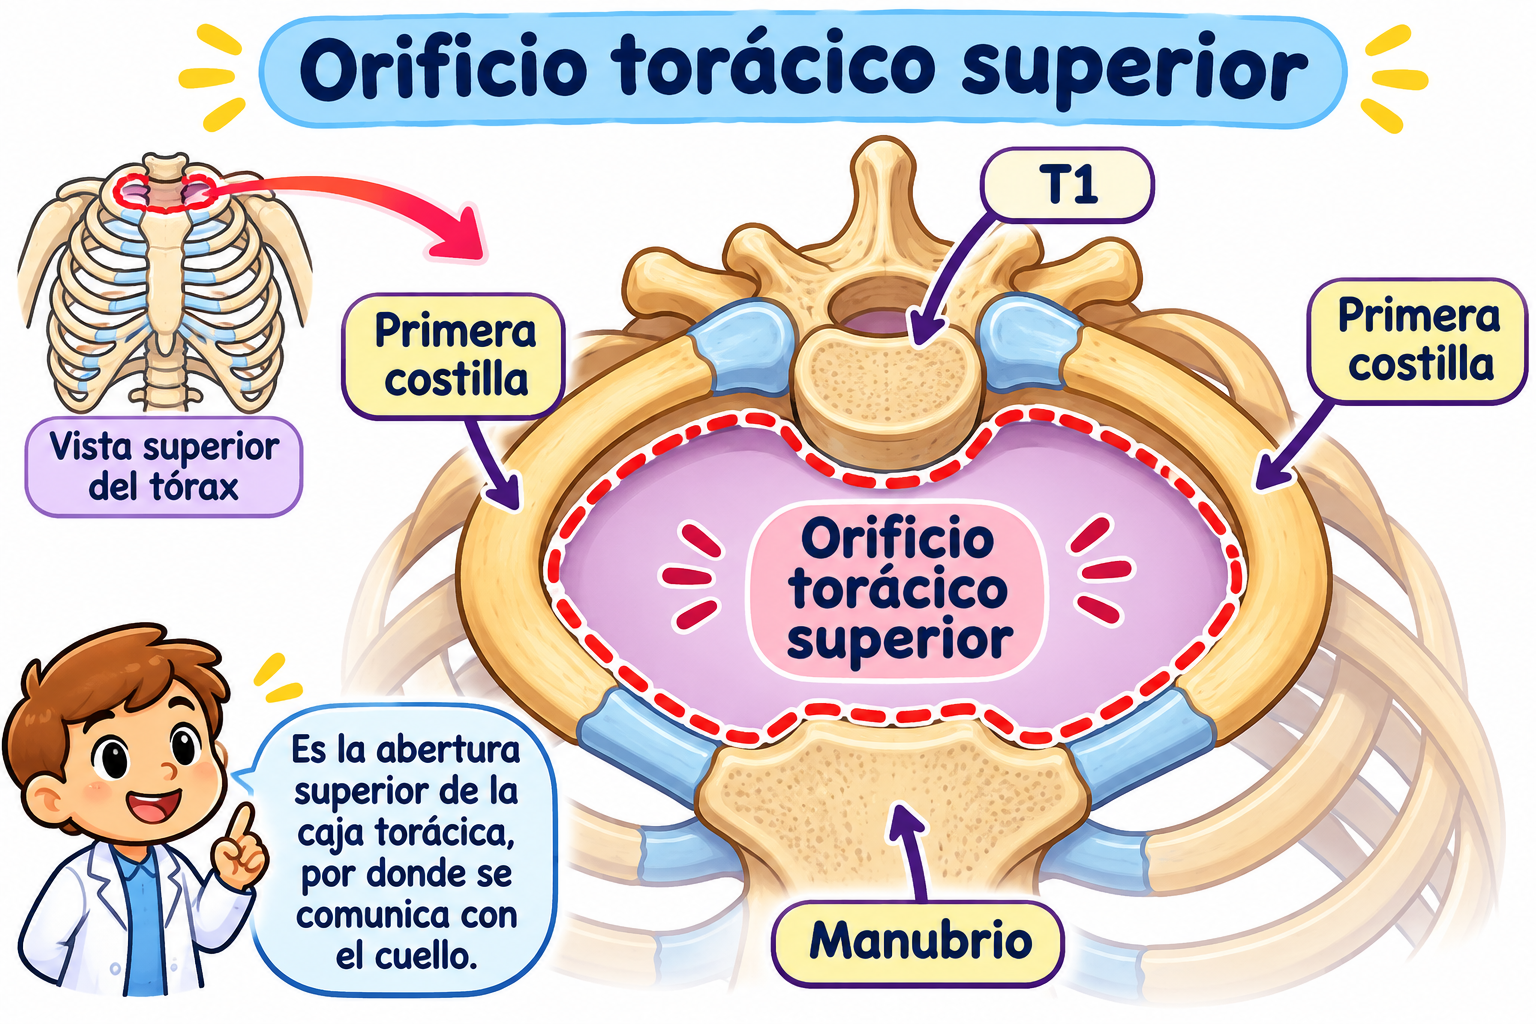 Orificio torácico superior
T1
Primera
costilla
Primera
costilla
Vista superior
del tórax
Orificio
torácico
superior
Es la abertura
superior de la
caja torácica,
por donde se
comunica con
el cuello.
Manubrio